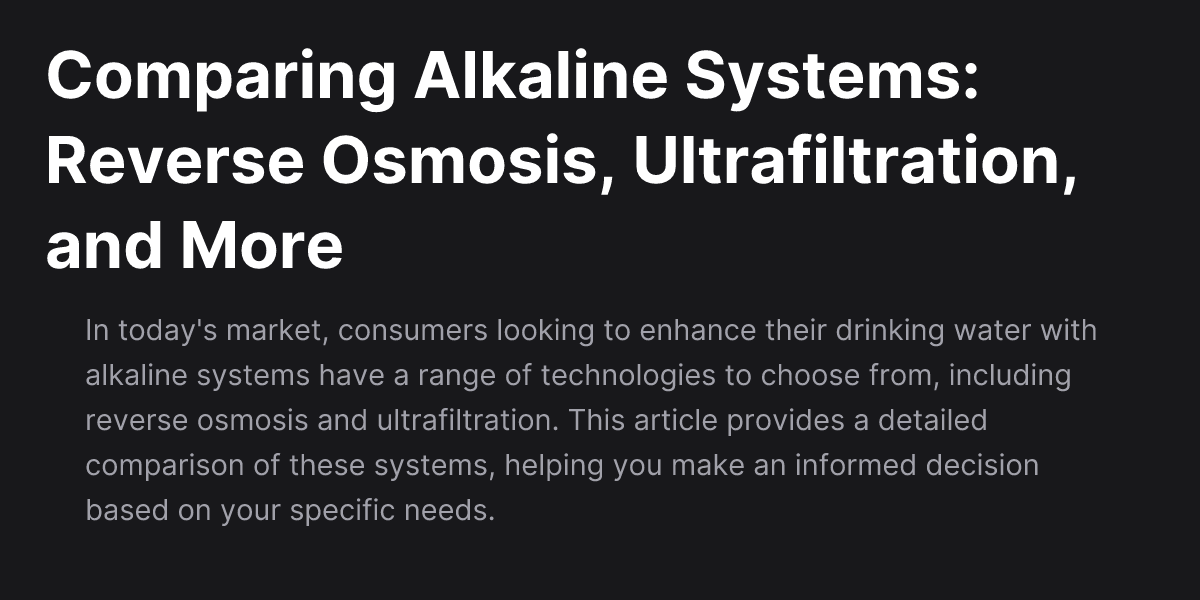 Comparing Alkaline Systems:
Reverse Osmosis, Ultrafiltration,
and More
In today's market, consumers looking to enhance their drinking water with
alkaline systems have a range of technologies to choose from, including
reverse osmosis and ultrafiltration. This article provides a detailed
comparison of these systems, helping you make an informed decision
based on your specific needs.